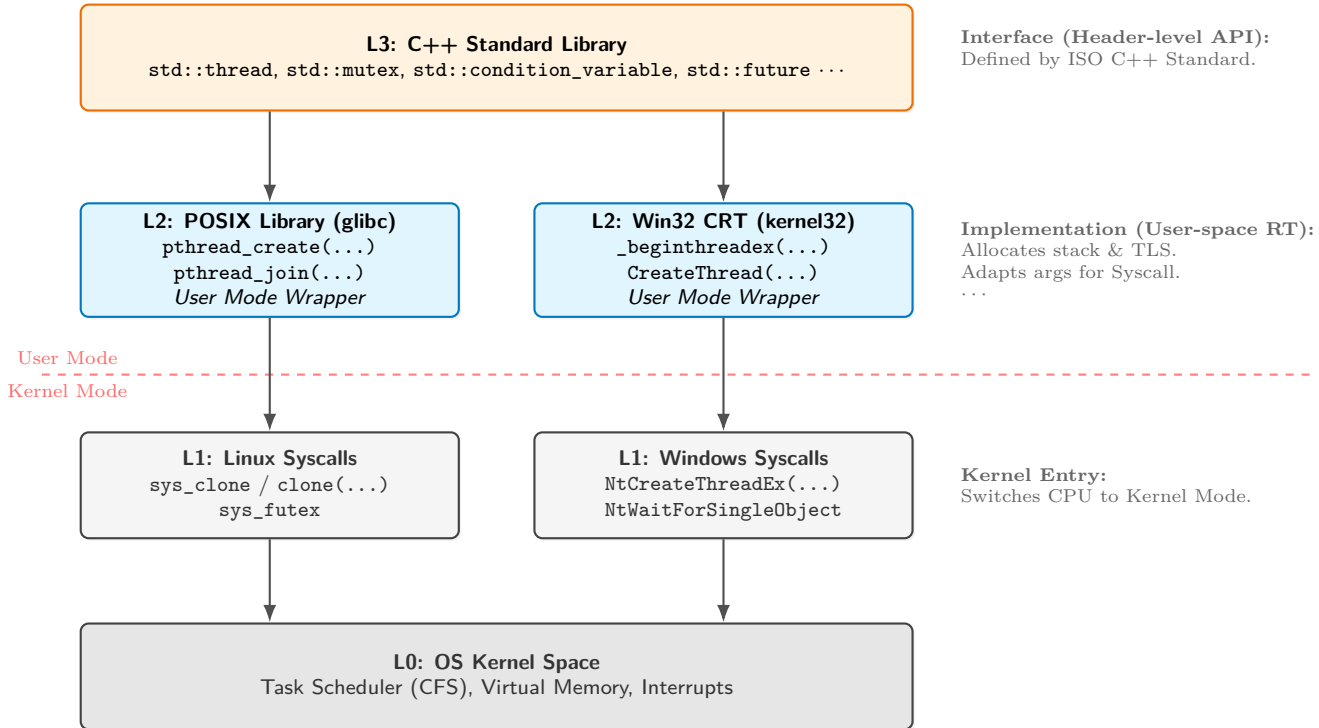 L3: C++ Standard Library
std::thread, std::mutex, std::condition_variable, std::future ···
Interface (Header-level API):
Defined by ISO C++ Standard.
L2: POSIX Library (glibc)
pthread_create(...)
pthread_join(...)
User Mode Wrapper
L2: Win32 CRT (kernel32)
_beginthreadex(...)
CreateThread(...)
User Mode Wrapper
Implementation (User-space RT):
Allocates stack & TLS.
Adapts args for Syscall.
···
User Mode
Kernel Mode
L1: Linux Syscalls
sys_clone / clone(...)
sys_futex
L1: Windows Syscalls
NtCreateThreadEx(...)
NtWaitForSingleObject
Kernel Entry:
Switches CPU to Kernel Mode.
L0: OS Kernel Space
Task Scheduler (CFS), Virtual Memory, Interrupts